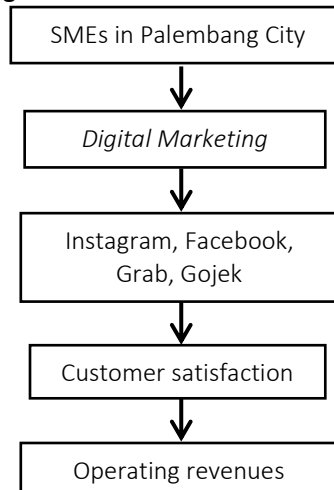 SMEs in Palembang City
Digital Marketing
Instagram, Facebook,
Grab, Gojek
Customer satisfaction
Operating revenues